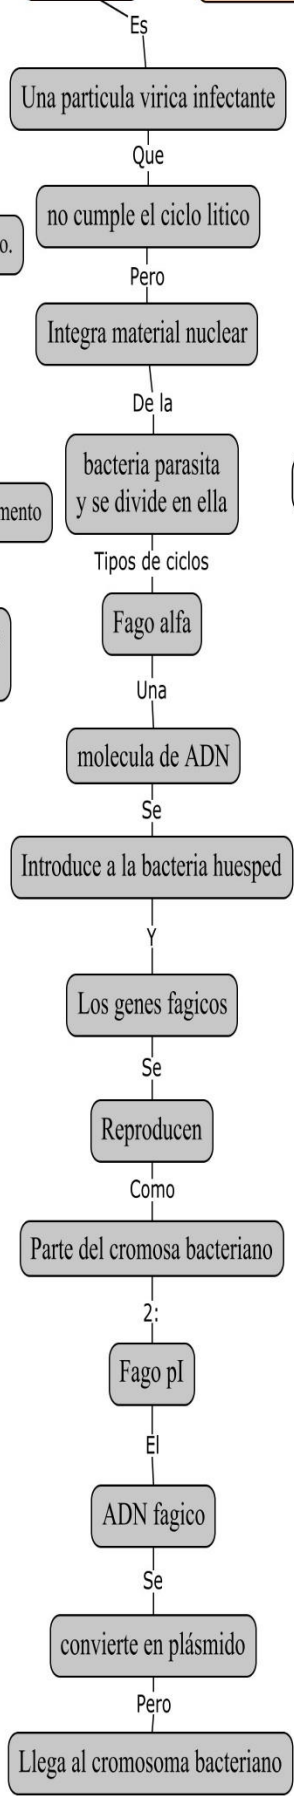 Es
Una particula virica infectante
Que
no cumple el ciclo litico
o.
Pero
Integra material nuclear
De la
bacteria parasita
y se divide en ella
mento
Tipos de ciclos
Fago alfa
Una
molecula de ADN
Se
Introduce a la bacteria huesped
Y
Los genes fagicos
Se
Reproducen
Como
Parte del cromosa bacteriano
2:
Fago pI
El
ADN fagico
Se
convierte en plásmido
Pero
Llega al cromosoma bacteriano